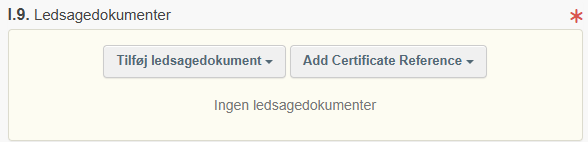 I.9. Ledsagedokumenter *
Tilføj ledsagedokument Add Certificate Reference
Ingen ledsagedokumenter